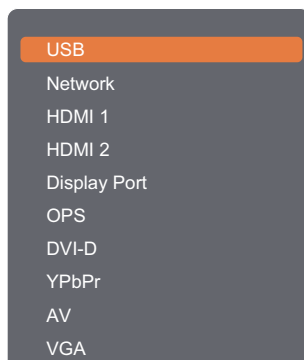 USB
Network
HDMI 1
HDMI 2
Display Port
OPS
DVI-D
YPbPr
AV
VGA